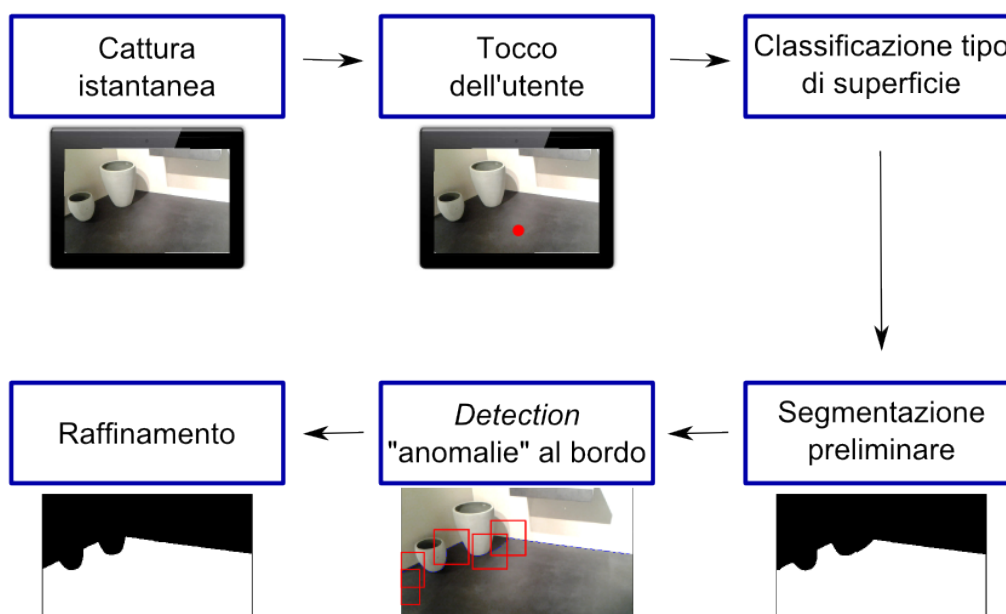 Cattura
istantanea
Tocco
dell'utente
Classificazione tipo
di superficie
Raffinamento
Detection
"anomalie" al bordo
Segmentazione
preliminare